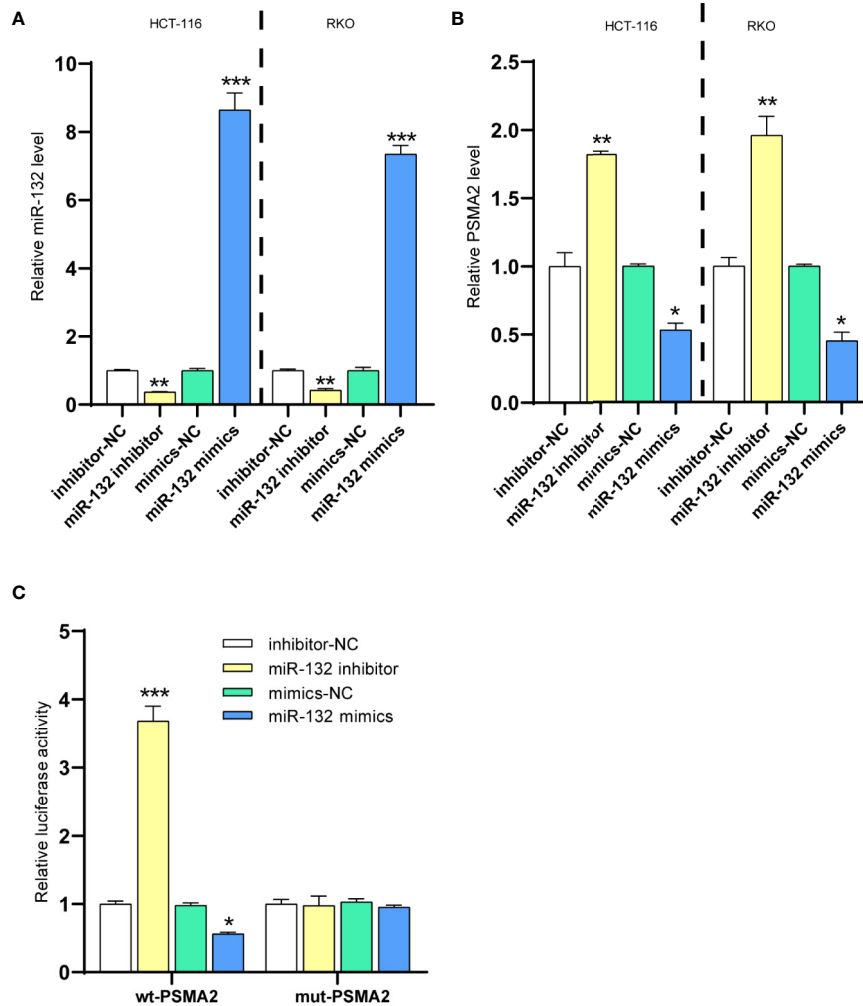 A
HCT-116
RKO
Relative miR-132 level
10
8
6
4
2
0
***
***
**
**
inhibitor-NC
miR-132 inhibitor
mimics-NC
miR-132 mimics
inhibitor-NC
miR-132 inhibitor
mimics-NC
miR-132 mimics
B
HCT-116
RKO
Relative PSMA2 level
2.5
2.0
1.5
1.0
0.5
0.0
**
**
*
*
inhibitor-NC
miR-132 inhibitor
mimics-NC
miR-132 mimics
inhibitor-NC
miR-132 inhibitor
mimics-NC
miR-132 mimics
C
Relative luciferase acitivity
5
4
3
2
1
0
***
*
inhibitor-NC
miR-132 inhibitor
mimics-NC
miR-132 mimics
wt-PSMA2
mut-PSMA2